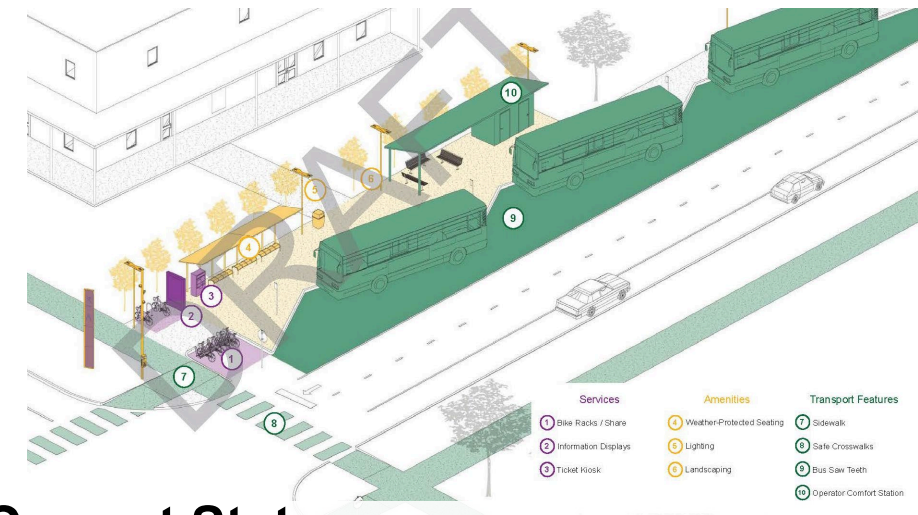 DRAFT
10
5
6
9
4
3
2
1
7
8
Services
Amenities
Transport Features
1 Bike Racks / Share
4 Weather-Protected Seating
7 Sidewalk
2 Information Displays
5 Lighting
8 Safe Crosswalks
3 Ticket Kiosk
6 Landscaping
9 Bus Saw Teeth
10 Operator Comfort Station